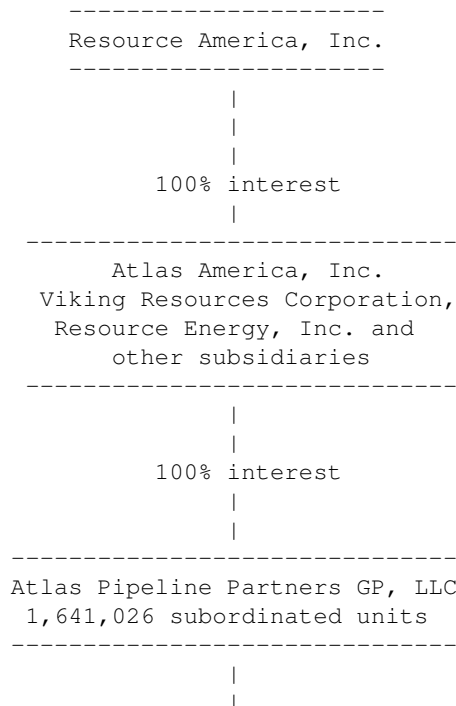 Resource America, Inc.
100% interest
Atlas America, Inc.
Viking Resources Corporation,
Resource Energy, Inc. and
other subsidiaries
100% interest
Atlas Pipeline Partners GP, LLC
1,641,026 subordinated units